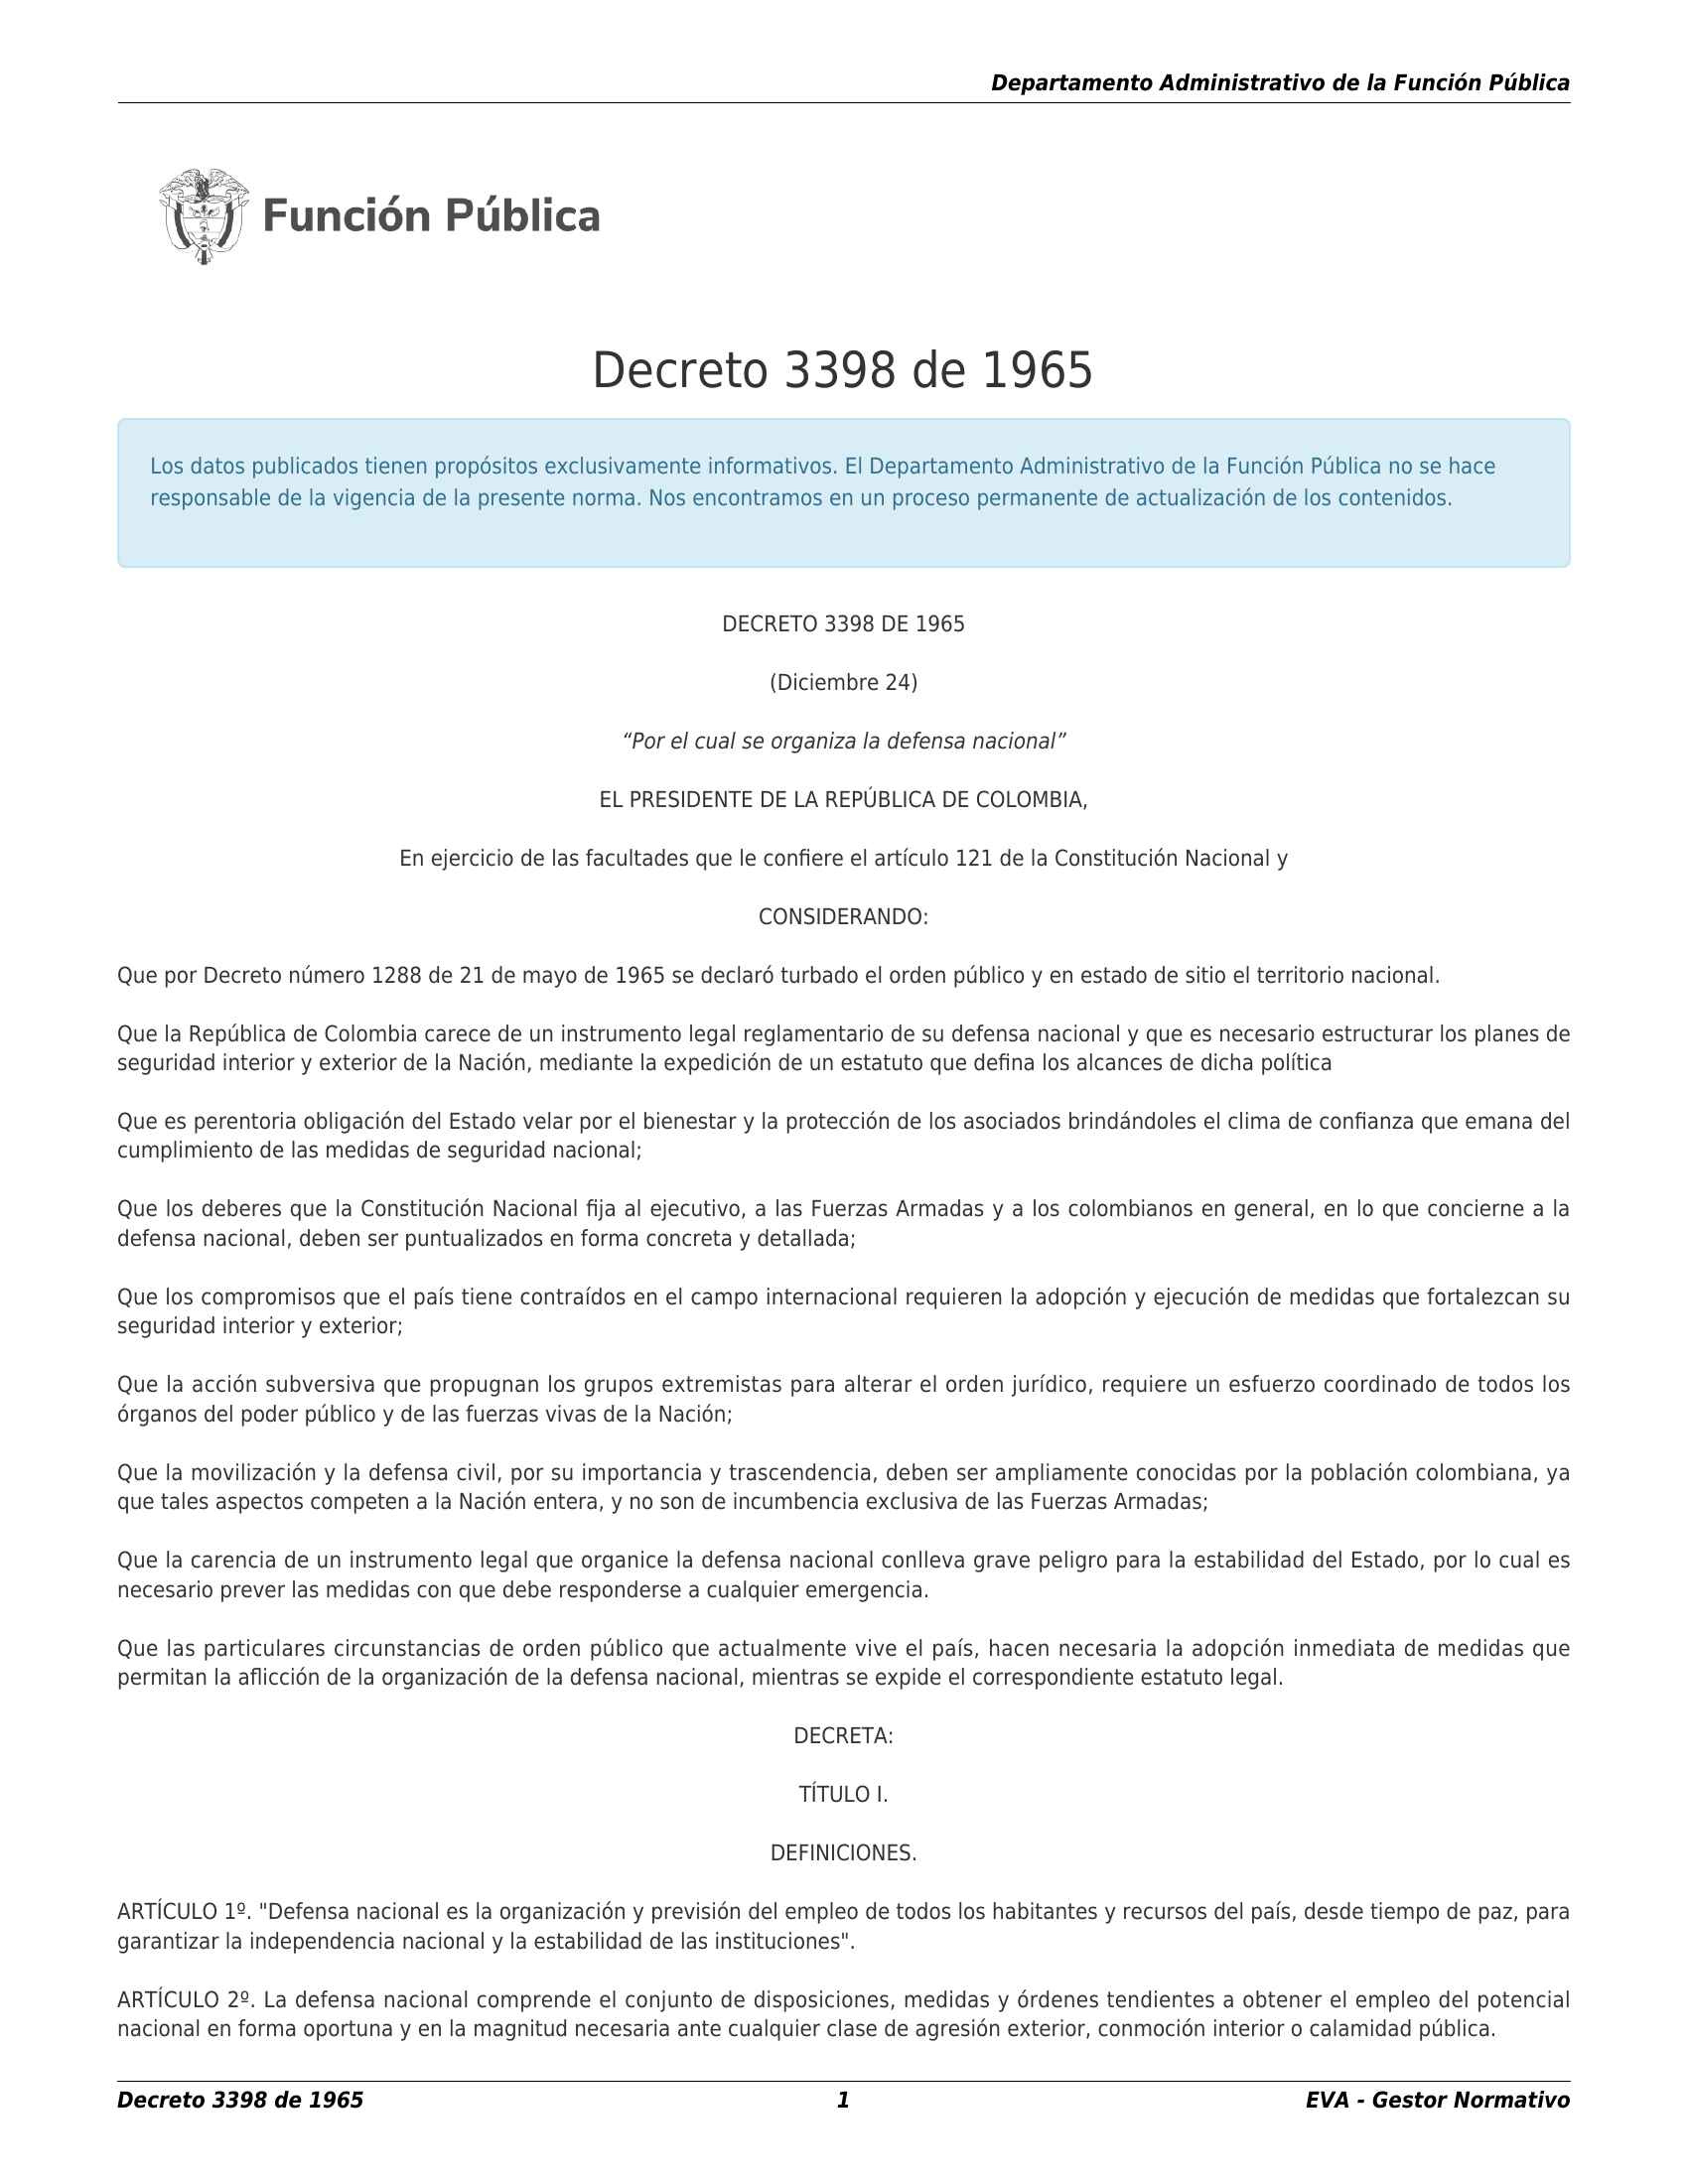 Departamento Administrativo de la Función Pública
Función Pública
Decreto 3398 de 1965
Los datos publicados tienen propósitos exclusivamente informativos. El Departamento Administrativo de la Función Pública no se hace
responsable de la vigencia de la presente norma. Nos encontramos en un proceso permanente de actualización de los contenidos.
DECRETO 3398 DE 1965
(Diciembre 24)
“Por el cual se organiza la defensa nacional”
EL PRESIDENTE DE LA REPÚBLICA DE COLOMBIA,
En ejercicio de las facultades que le confiere el artículo 121 de la Constitución Nacional y
CONSIDERANDO:
Que por Decreto número 1288 de 21 de mayo de 1965 se declaró turbado el orden público y en estado de sitio el territorio nacional.
Que la República de Colombia carece de un instrumento legal reglamentario de su defensa nacional y que es necesario estructurar los planes de
seguridad interior y exterior de la Nación, mediante la expedición de un estatuto que defina los alcances de dicha política
Que es perentoria obligación del Estado velar por el bienestar y la protección de los asociados brindándoles el clima de confianza que emana del
cumplimiento de las medidas de seguridad nacional;
Que los deberes que la Constitución Nacional fija al ejecutivo, a las Fuerzas Armadas y a los colombianos en general, en lo que concierne a la
defensa nacional, deben ser puntualizados en forma concreta y detallada;
Que los compromisos que el país tiene contraídos en el campo internacional requieren la adopción y ejecución de medidas que fortalezcan su
seguridad interior y exterior;
Que la acción subversiva que propugnan los grupos extremistas para alterar el orden jurídico, requiere un esfuerzo coordinado de todos los
órganos del poder público y de las fuerzas vivas de la Nación;
Que la movilización y la defensa civil, por su importancia y trascendencia, deben ser ampliamente conocidas por la población colombiana, ya
que tales aspectos competen a la Nación entera, y no son de incumbencia exclusiva de las Fuerzas Armadas;
Que la carencia de un instrumento legal que organice la defensa nacional conlleva grave peligro para la estabilidad del Estado, por lo cual es
necesario prever las medidas con que debe responderse a cualquier emergencia.
Que las particulares circunstancias de orden público que actualmente vive el país, hacen necesaria la adopción inmediata de medidas que
permitan la aflicción de la organización de la defensa nacional, mientras se expide el correspondiente estatuto legal.
DECRETA:
TÍTULO I.
DEFINICIONES.
ARTÍCULO 1º. "Defensa nacional es la organización y previsión del empleo de todos los habitantes y recursos del país, desde tiempo de paz, para
garantizar la independencia nacional y la estabilidad de las instituciones".
ARTÍCULO 2º. La defensa nacional comprende el conjunto de disposiciones, medidas y órdenes tendientes a obtener el empleo del potencial
nacional en forma oportuna y en la magnitud necesaria ante cualquier clase de agresión exterior, conmoción interior o calamidad pública.
Decreto 3398 de 1965
1
EVA - Gestor Normativo